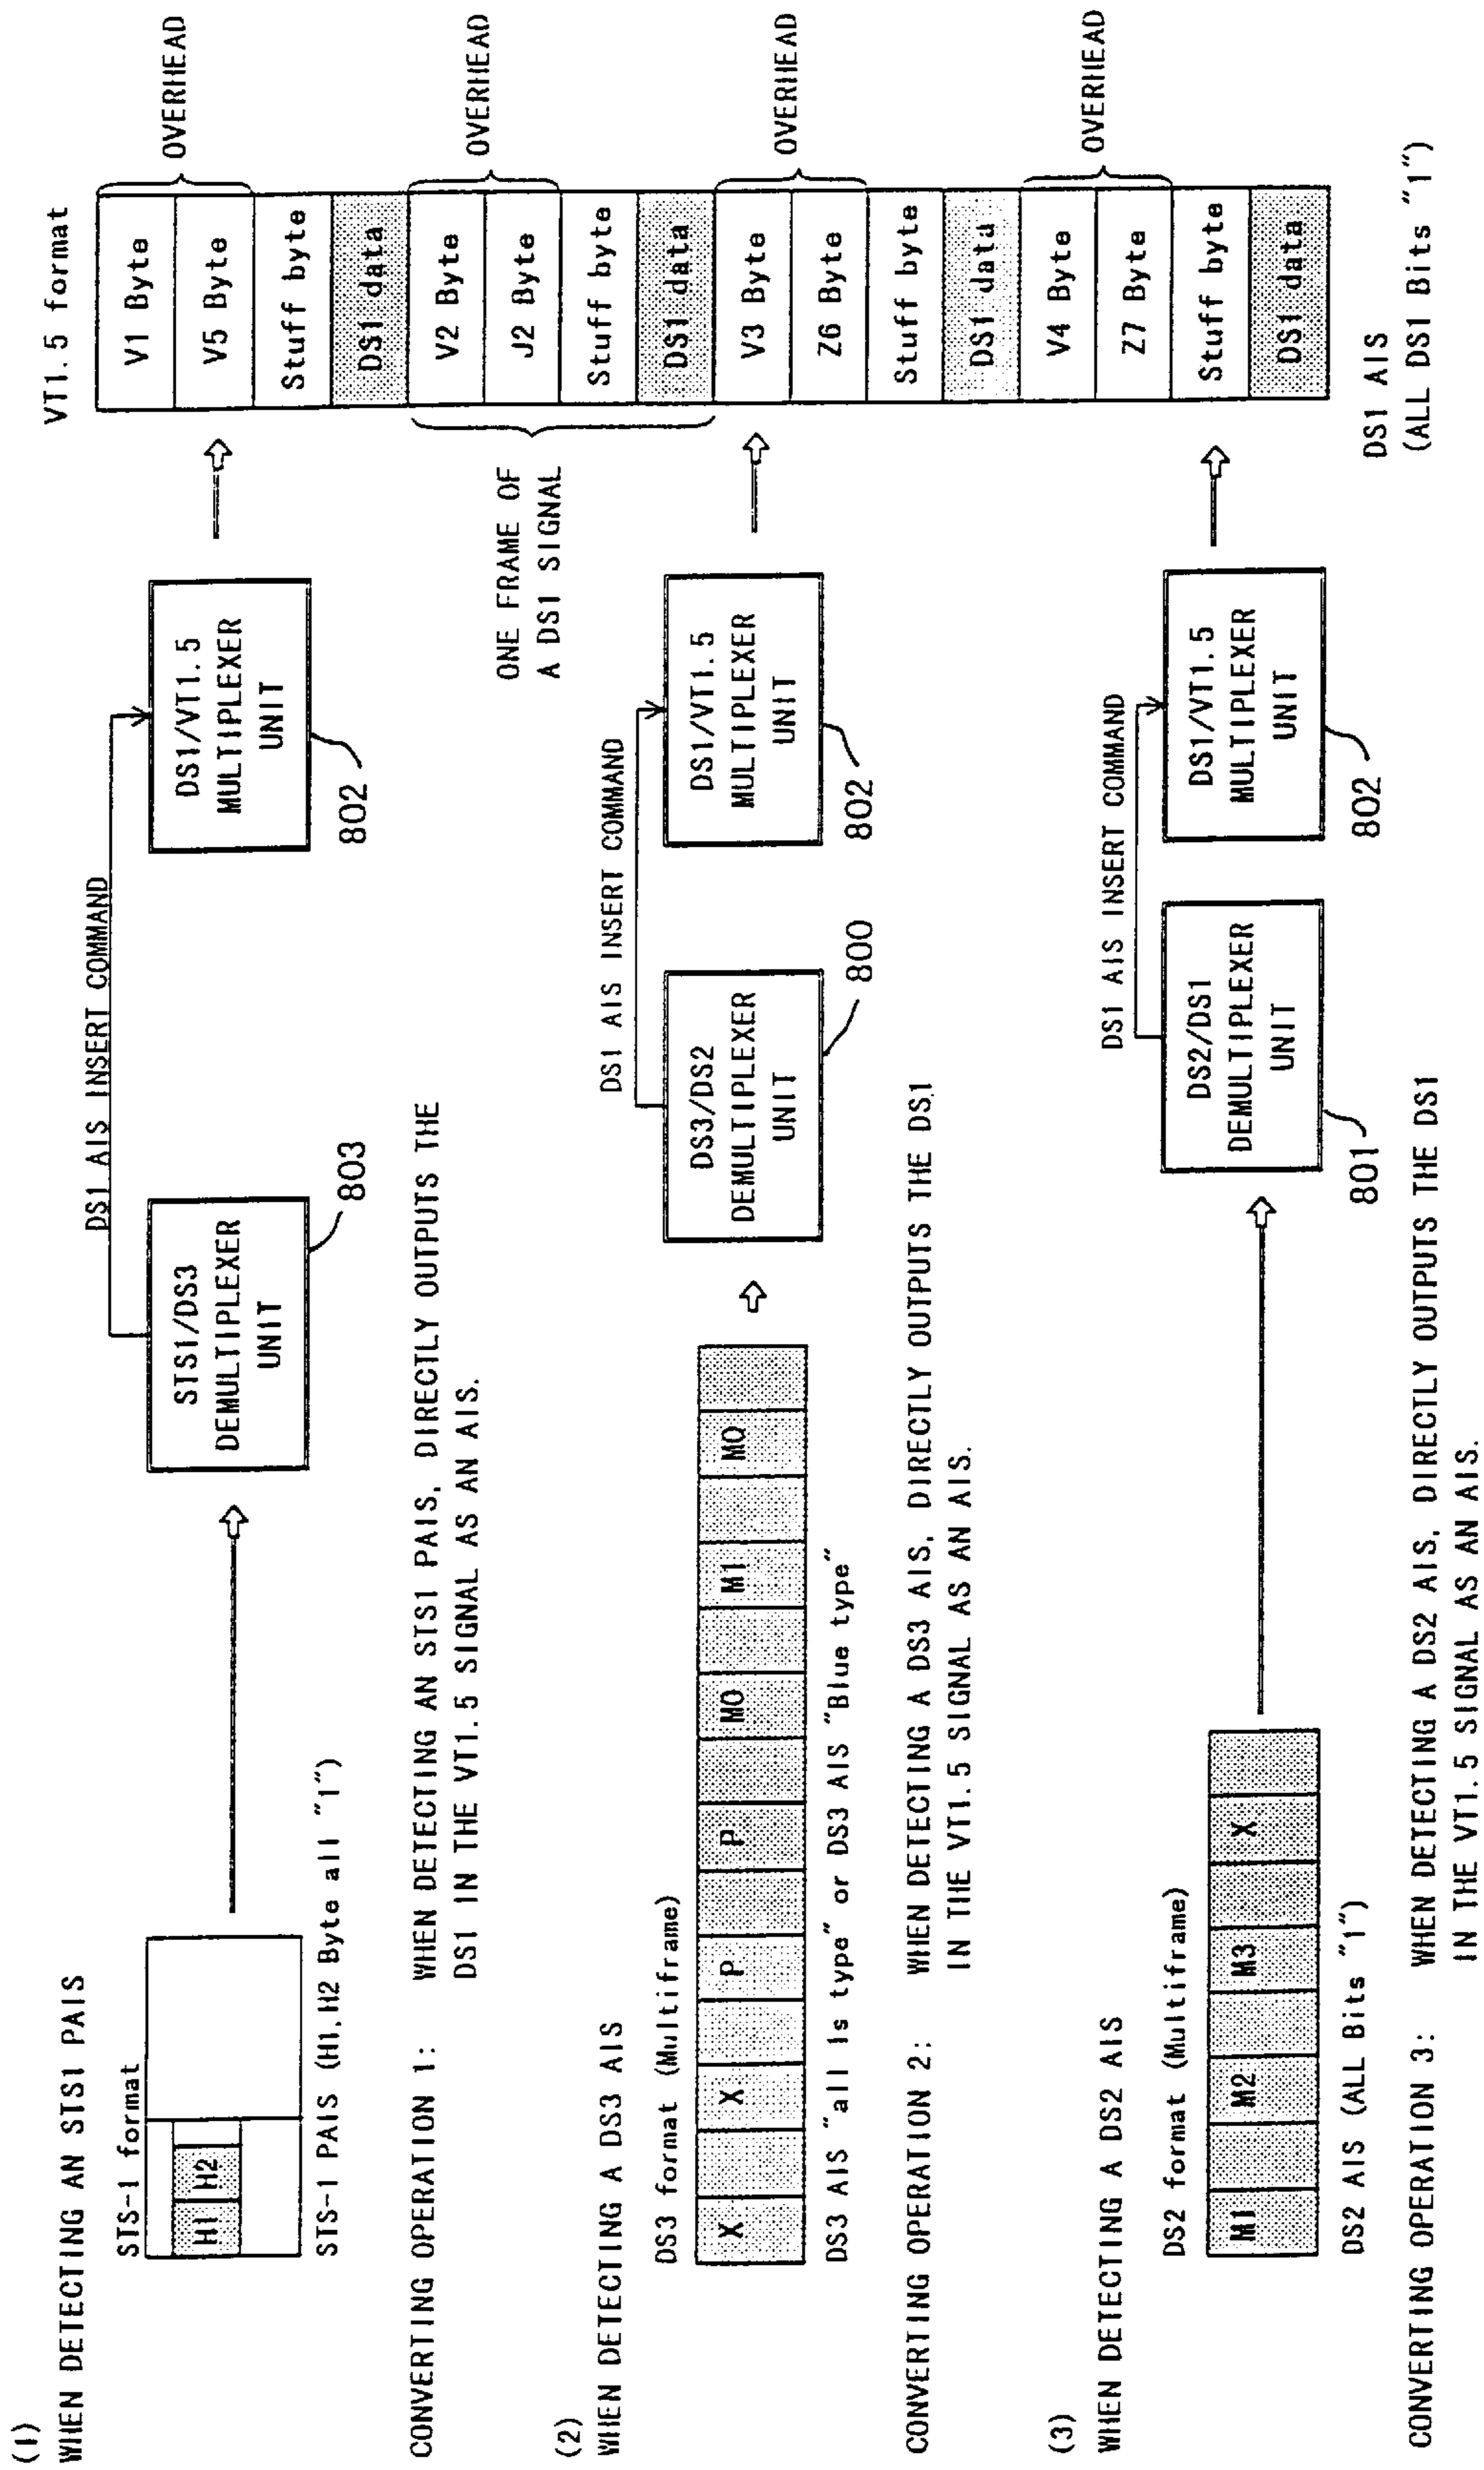 (1)
WHEN DETECTING AN STS1 PAIS
STS-1 format
H1 H2
STS-1 PAIS (H1, H2 Byte all "1")
DS1 AIS INSERT COMMAND
STS1/DS3
DEMULTIPLEXER
UNIT
803
DS1/VT1.5
MULTIPLEXER
UNIT
802
CONVERTING OPERATION 1: WHEN DETECTING AN STS1 PAIS, DIRECTLY OUTPUTS THE
DS1 IN THE VT1.5 SIGNAL AS AN AIS.
(2)
WHEN DETECTING A DS3 AIS
DS3 format (Multiframe)
X X P P M0 M1 M0
DS3 AIS "all 1s type" or DS3 AIS "Blue type"
DS1 AIS INSERT COMMAND
DS3/DS2
DEMULTIPLEXER
UNIT
800
DS1/VT1.5
MULTIPLEXER
UNIT
802
CONVERTING OPERATION 2: WHEN DETECTING A DS3 AIS, DIRECTLY OUTPUTS THE DS1
IN THE VT1.5 SIGNAL AS AN AIS.
(3)
WHEN DETECTING A DS2 AIS
DS2 format (Multiframe)
M1 M2 M3 X
DS2 AIS (ALL Bits "1")
DS1 AIS INSERT COMMAND
DS2/DS1
DEMULTIPLEXER
UNIT
801
DS1/VT1.5
MULTIPLEXER
UNIT
802
CONVERTING OPERATION 3: WHEN DETECTING A DS2 AIS, DIRECTLY OUTPUTS THE DS1
IN THE VT1.5 SIGNAL AS AN AIS.
VT1.5 format
V1 Byte
V5 Byte
OVERHEAD
Stuff byte
DS1 data
V2 Byte
J2 Byte
OVERHEAD
Stuff byte
DS1 data
ONE FRAME OF
A DS1 SIGNAL
V3 Byte
Z6 Byte
OVERHEAD
Stuff byte
DS1 data
V4 Byte
Z7 Byte
OVERHEAD
Stuff byte
DS1 data
DS1 AIS
(ALL DS1 Bits "1")